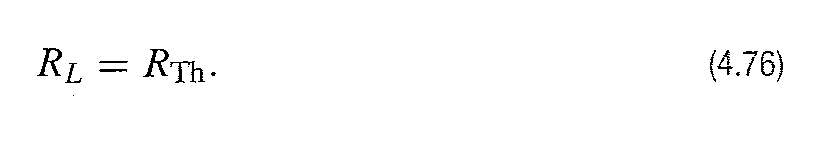 R_L = R_Th. (4.76)